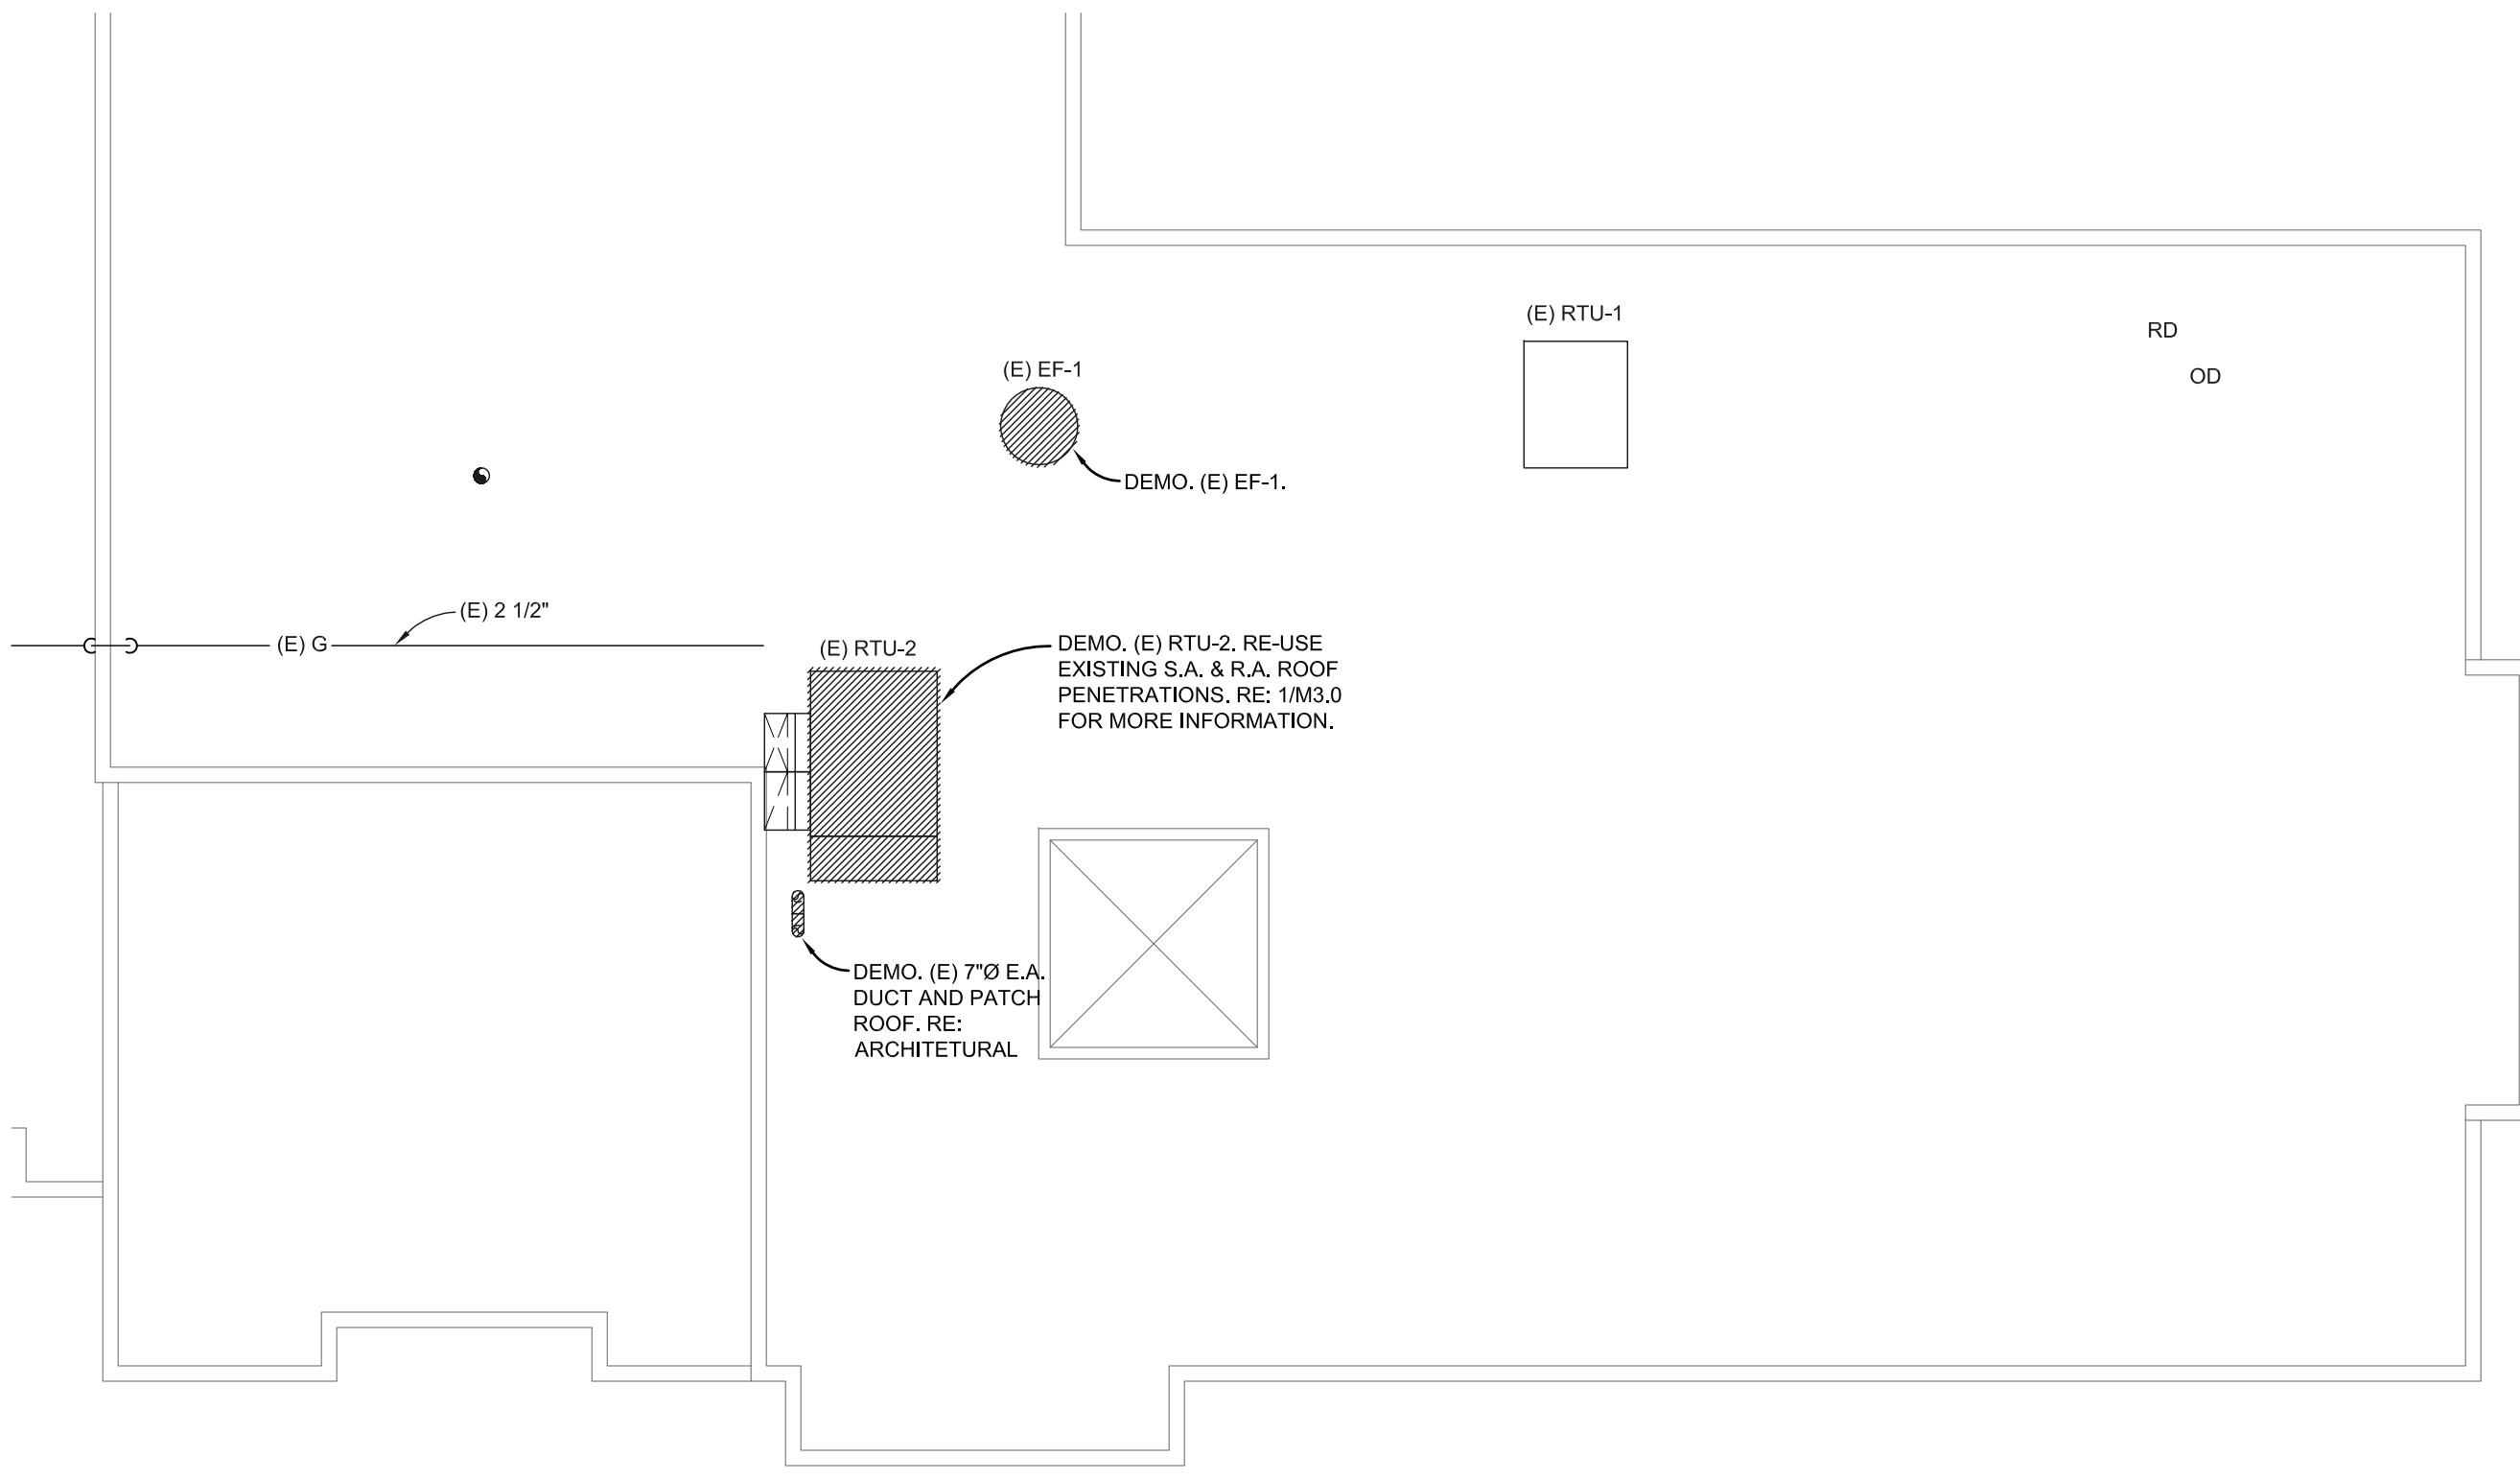 (E) RTU-1
RD
OD
(E) EF-1
DEMO. (E) EF-1.
(E) 2 1/2"
(E) G
(E) RTU-2
DEMO. (E) RTU-2. RE-USE
EXISTING S.A. & R.A. ROOF
PENETRATIONS. RE: 1/M3.0
FOR MORE INFORMATION.
DEMO. (E) 7"Ø E.A.
DUCT AND PATCH
ROOF. RE:
ARCHITETURAL